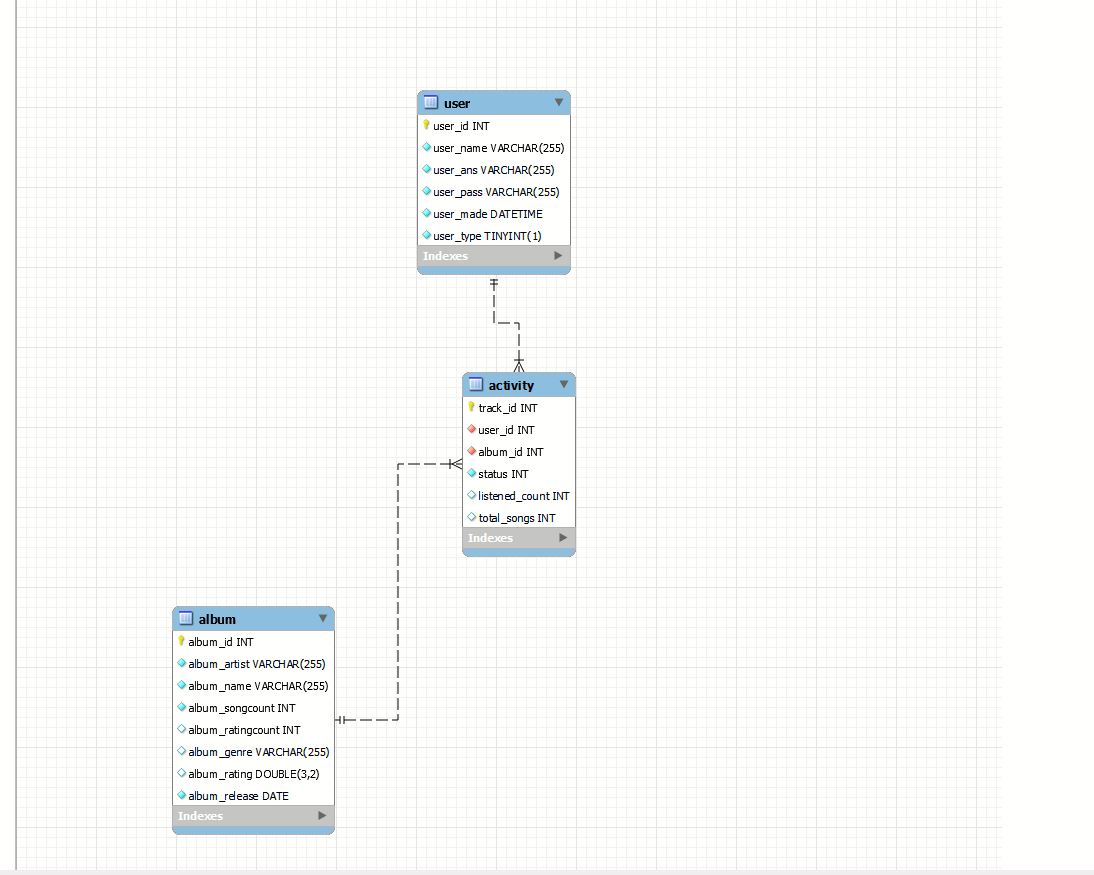 user
user_id INT
user_name VARCHAR(255)
user_ans VARCHAR(255)
user_pass VARCHAR(255)
user_made DATETIME
user_type TINYINT(1)
Indexes
activity
track_id INT
user_id INT
album_id INT
status INT
listened_count INT
total_songs INT
Indexes
album
album_id INT
album_artist VARCHAR(255)
album_name VARCHAR(255)
album_songcount INT
album_ratingcount INT
album_genre VARCHAR(255)
album_rating DOUBLE(3,2)
album_release DATE
Indexes